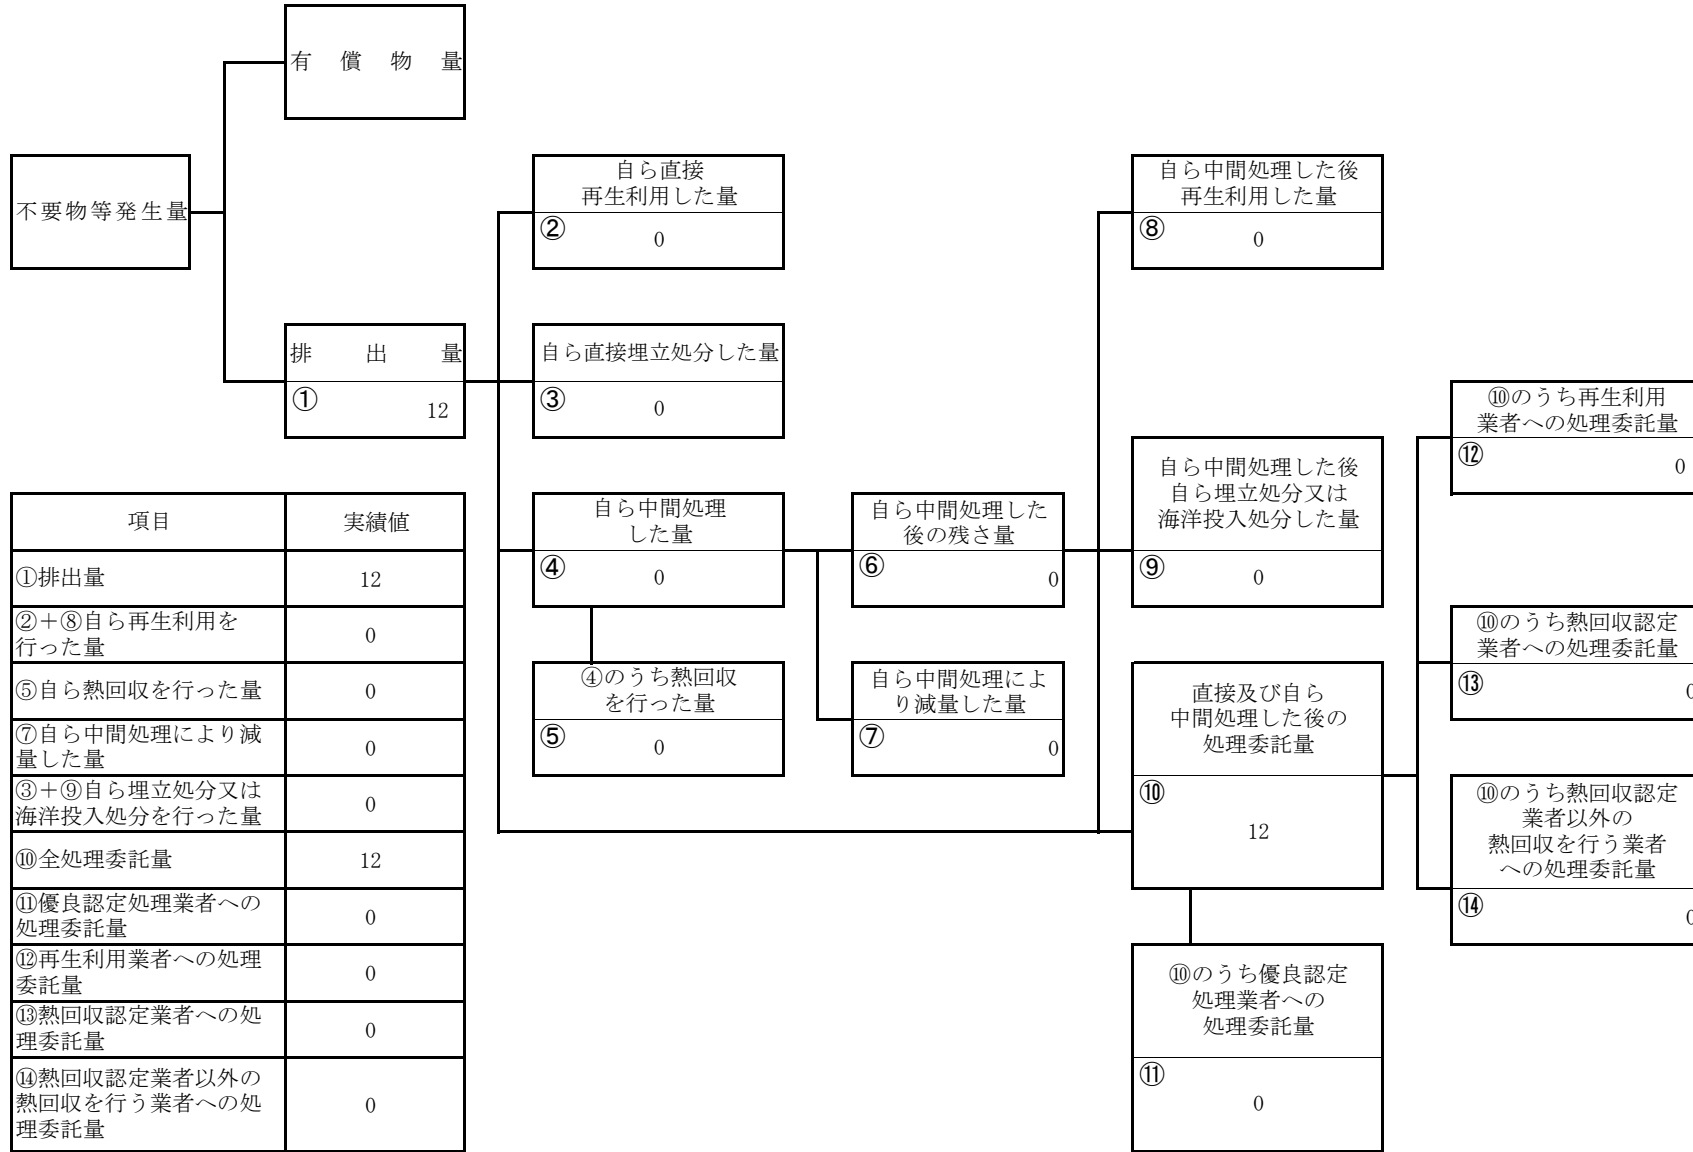 有償物量
不要物等発生量
自ら直接
再生利用した量
② 0
自ら中間処理した後
再生利用した量
⑧ 0
排出量
① 12
自ら直接埋立処分した量
③ 0
⑩のうち再生利用
業者への処理委託量
⑫ 0
自ら中間処理した後
自ら埋立処分又は
海洋投入処分した量
⑨ 0
自ら中間処理
した量
④ 0
自ら中間処理した
後の残さ量
⑥ 0
④のうち熱回収
を行った量
⑤ 0
自ら中間処理によ
り減量した量
⑦ 0
直接及び自ら
中間処理した後の
処理委託量
⑩
12
⑩のうち熱回収認定
業者への処理委託量
⑬ 0
⑩のうち熱回収認定
業者以外の
熱回収を行う業者
への処理委託量
⑭ 0
⑩のうち優良認定
処理業者への
処理委託量
⑪
0
項目 実績値
①排出量 12
②+⑧自ら再生利用を
行った量 0
⑤自ら熱回収を行った量 0
⑦自ら中間処理により減
量した量 0
③+⑨自ら埋立処分又は
海洋投入処分を行った量 0
⑩全処理委託量 12
⑪優良認定処理業者への
処理委託量 0
⑫再生利用業者への処理
委託量 0
⑬熱回収認定業者への処
理委託量 0
⑭熱回収認定業者以外の
熱回収を行う業者への処
理委託量 0